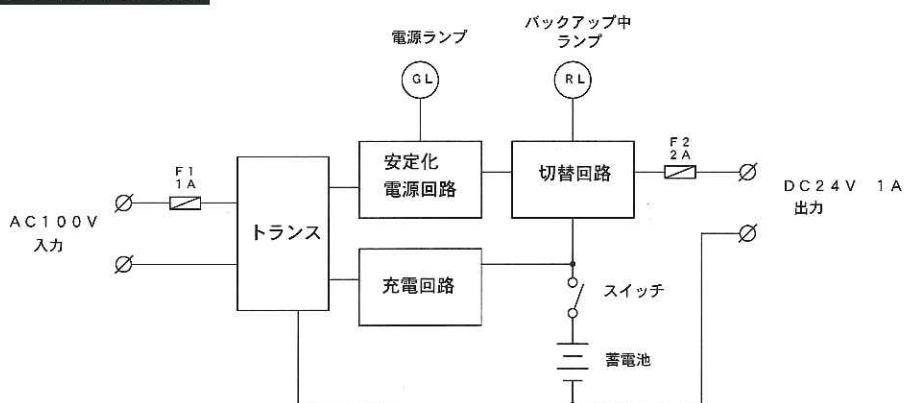 電源ランプ
バックアップ中
ランプ
GL
RL
F1
1A
安定化
電源回路
切替回路
F2
2A
AC100V
入力
トランス
DC24V 1A
出力
充電回路
スイッチ
蓄電池